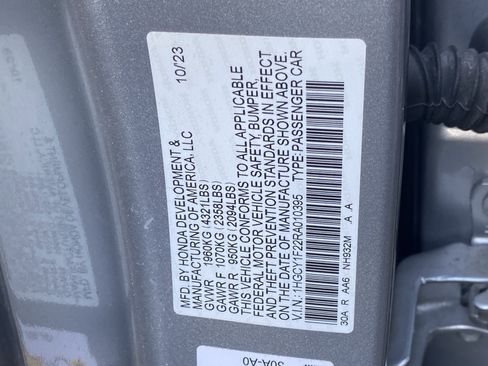 MFD. BY HONDA DEVELOPMENT & 10/23
MANUFACTURING OF AMERICA, LLC
GVWR 1960KG (4321LBS)
GAWR F 1070KG (2358LBS)
GAWR R 950KG (2094LBS)
THIS VEHICLE CONFORMS TO ALL APPLICABLE
FEDERAL MOTOR VEHICLE SAFETY, BUMPER,
AND THEFT PREVENTION STANDARDS IN EFFECT
ON THE DATE OF MANUFACTURE SHOWN ABOVE.
V.I.N.: 1HGCY1F22RA010395 TYPE:PASSENGER CAR
30A R AA6 NH932M A A
30A-A0